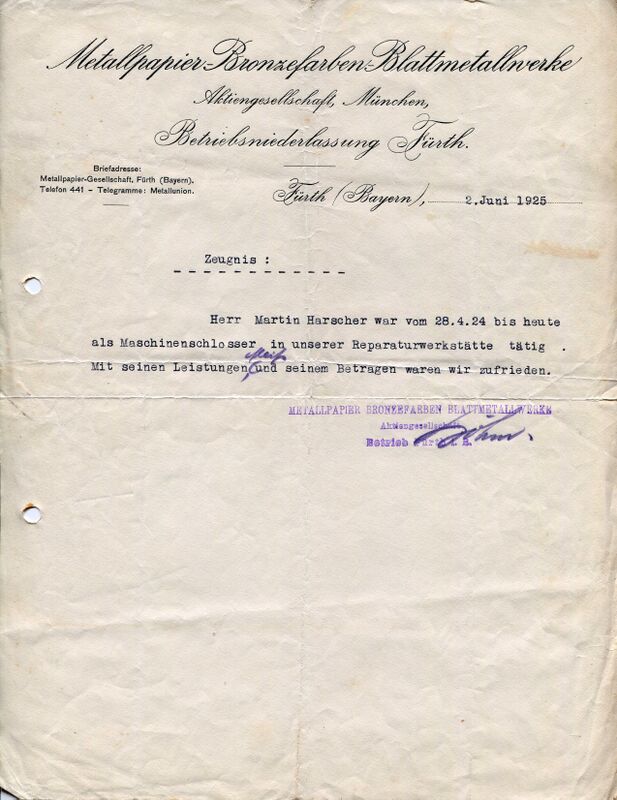 Metallpapier-Bronzefarben-Blattmetallwerke
Aktiengesellschaft, München,
Betriebsniederlassung Fürth.
Briefadresse:
Metallpapier-Gesellschaft, Fürth (Bayern).
Telefon 441 – Telegramme: Metallunion.
Fürth (Bayern), 2.Juni 1925
Zeugnis :
Herr Martin Harscher war vom 28.4.24 bis heute
als Maschinenschlosser in unserer Reparaturwerkstätte tätig .
Mit seinen Leistungen und seinem Betragen waren wir zufrieden.
METALLPAPIER BRONZEFARBEN BLATTMETALLWERKE
Aktiengesellschaft
Betrieb Fürth i. B.